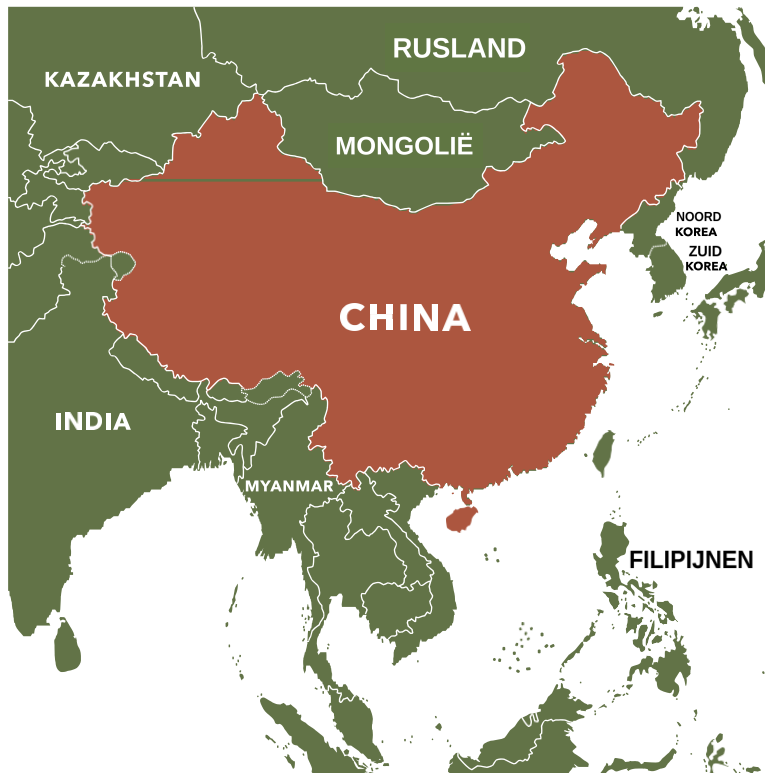 RUSLAND
KAZAKHSTAN
MONGOLIË
NOORD
KOREA
ZUID
KOREA
CHINA
INDIA
MYANMAR
FILIPIJNEN